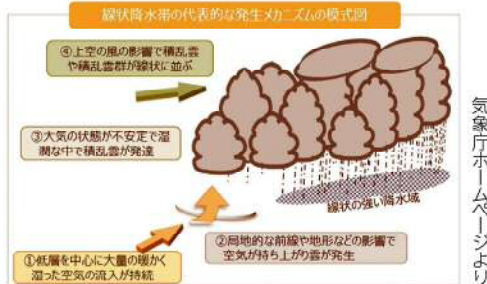 線状降水帯の代表的な発生メカニズムの模式図
④上空の風の影響で積乱雲
や積乱雲群が線状に並ぶ
③大気の状態が不安定で湿
潤な中で積乱雲が発達
線状の強い降水域
②局地的な前線や地形などの影響で
空気が持ち上がり雲が発生
①低層を中心に大量の暖かく
湿った空気の流入が持続
気象庁ホームページより